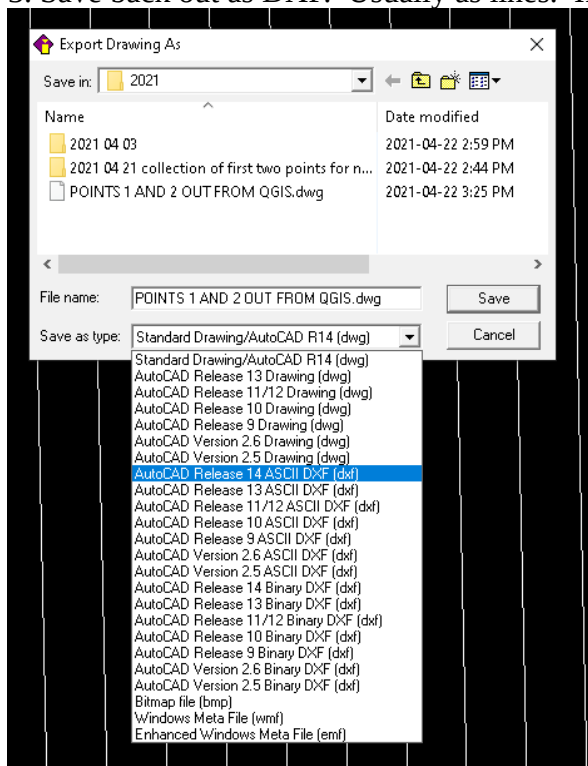 Export Drawing As
Save in: 2021
Name Date modified
2021 04 03 2021-04-22 2:59 PM
2021 04 21 collection of first two points for n... 2021-04-22 2:44 PM
POINTS 1 AND 2 OUT FROM QGIS.dwg 2021-04-22 3:25 PM
File name: POINTS 1 AND 2 OUT FROM QGIS.dwg Save
Save as type: Standard Drawing/AutoCAD R14 (dwg) Cancel
Standard Drawing/AutoCAD R14 (dwg)
AutoCAD Release 13 Drawing (dwg)
AutoCAD Release 11/12 Drawing (dwg)
AutoCAD Release 10 Drawing (dwg)
AutoCAD Release 9 Drawing (dwg)
AutoCAD Version 2.6 Drawing (dwg)
AutoCAD Version 2.5 Drawing (dwg)
AutoCAD Release 14 ASCII DXF (dxf)
AutoCAD Release 13 ASCII DXF (dxf)
AutoCAD Release 11/12 ASCII DXF (dxf)
AutoCAD Release 10 ASCII DXF (dxf)
AutoCAD Release 9 ASCII DXF (dxf)
AutoCAD Version 2.6 ASCII DXF (dxf)
AutoCAD Version 2.5 ASCII DXF (dxf)
AutoCAD Release 14 Binary DXF (dxf)
AutoCAD Release 13 Binary DXF (dxf)
AutoCAD Release 11/12 Binary DXF (dxf)
AutoCAD Release 10 Binary DXF (dxf)
AutoCAD Release 9 Binary DXF (dxf)
AutoCAD Version 2.6 Binary DXF (dxf)
AutoCAD Version 2.5 Binary DXF (dxf)
Bitmap file (bmp)
Windows Meta File (wmf)
Enhanced Windows Meta File (emf)